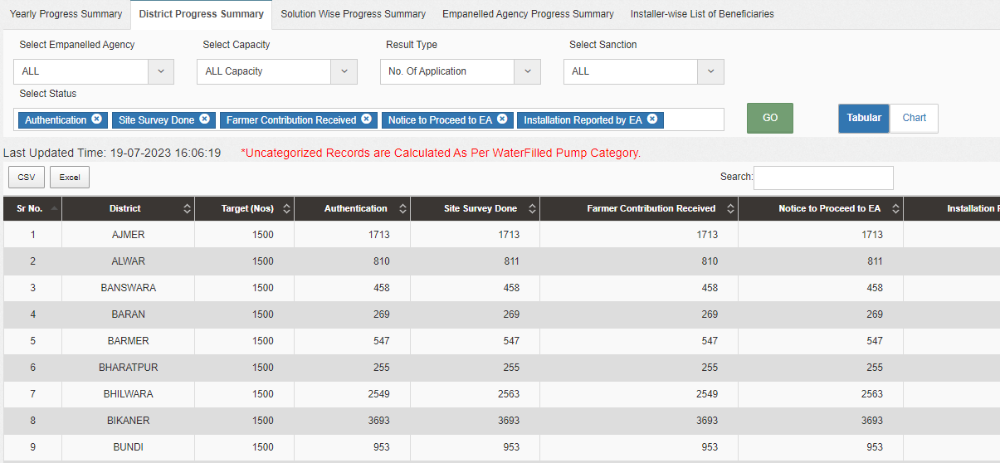 Yearly Progress Summary District Progress Summary Solution Wise Progress Summary Empanelled Agency Progress Summary Installer-wise List of Beneficiaries
Select Empanelled Agency Select Capacity Result Type Select Sanction
ALL ALL Capacity No. Of Application ALL
Select Status
Authentication Site Survey Done Farmer Contribution Received Notice to Proceed to EA Installation Reported by EA GO Tabular Chart
Last Updated Time: 19-07-2023 16:06:19 *Uncategorized Records are Calculated As Per WaterFilled Pump Category.
CSV Excel Search:
Sr No. District Target (Nos) Authentication Site Survey Done Farmer Contribution Received Notice to Proceed to EA Installation
1 AJMER 1500 1713 1713 1713 1713
2 ALWAR 1500 810 811 810 811
3 BANSWARA 1500 458 458 458 458
4 BARAN 1500 269 269 269 269
5 BARMER 1500 547 547 547 547
6 BHARATPUR 1500 255 255 255 255
7 BHILWARA 1500 2549 2563 2549 2563
8 BIKANER 1500 3693 3693 3693 3693
9 BUNDI 1500 953 953 953 953